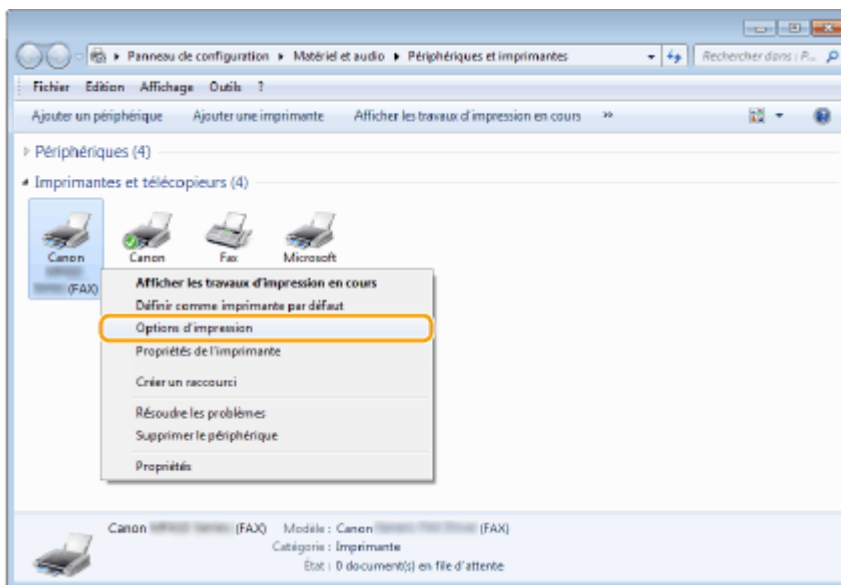 Panneau de configuration ▸ Matériel et audio ▸ Périphériques et imprimantes
Rechercher dans : P...
Fichier Edition Affichage Outils ?
Ajouter un périphérique Ajouter une imprimante Afficher les travaux d'impression en cours »
Périphériques (4)
Imprimantes et télécopieurs (4)
Canon (FAX)
Canon
Fax
Microsoft
Afficher les travaux d'impression en cours
Définir comme imprimante par défaut
Options d'impression
Propriétés de l'imprimante
Créer un raccourci
Résoudre les problèmes
Supprimer le périphérique
Propriétés
Canon (FAX) Modèle : Canon (FAX)
Catégorie : Imprimante
État : 0 document(s) en file d'attente